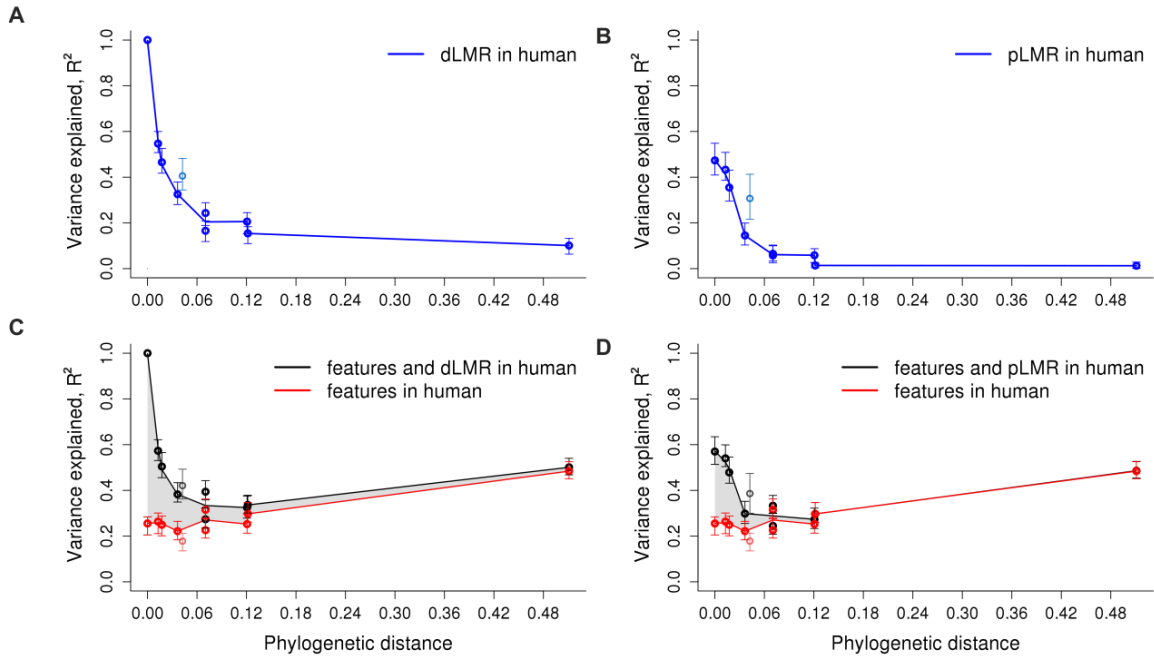 A
Variance explained, R²
0.0 0.2 0.4 0.6 0.8 1.0
dLMR in human
0.00 0.06 0.12 0.18 0.24 0.30 0.36 0.42 0.48
B
Variance explained, R²
0.0 0.2 0.4 0.6 0.8 1.0
pLMR in human
0.00 0.06 0.12 0.18 0.24 0.30 0.36 0.42 0.48
C
Variance explained, R²
0.0 0.2 0.4 0.6 0.8 1.0
features and dLMR in human
features in human
0.00 0.06 0.12 0.18 0.24 0.30 0.36 0.42 0.48
Phylogenetic distance
D
Variance explained, R²
0.0 0.2 0.4 0.6 0.8 1.0
features and pLMR in human
features in human
0.00 0.06 0.12 0.18 0.24 0.30 0.36 0.42 0.48
Phylogenetic distance